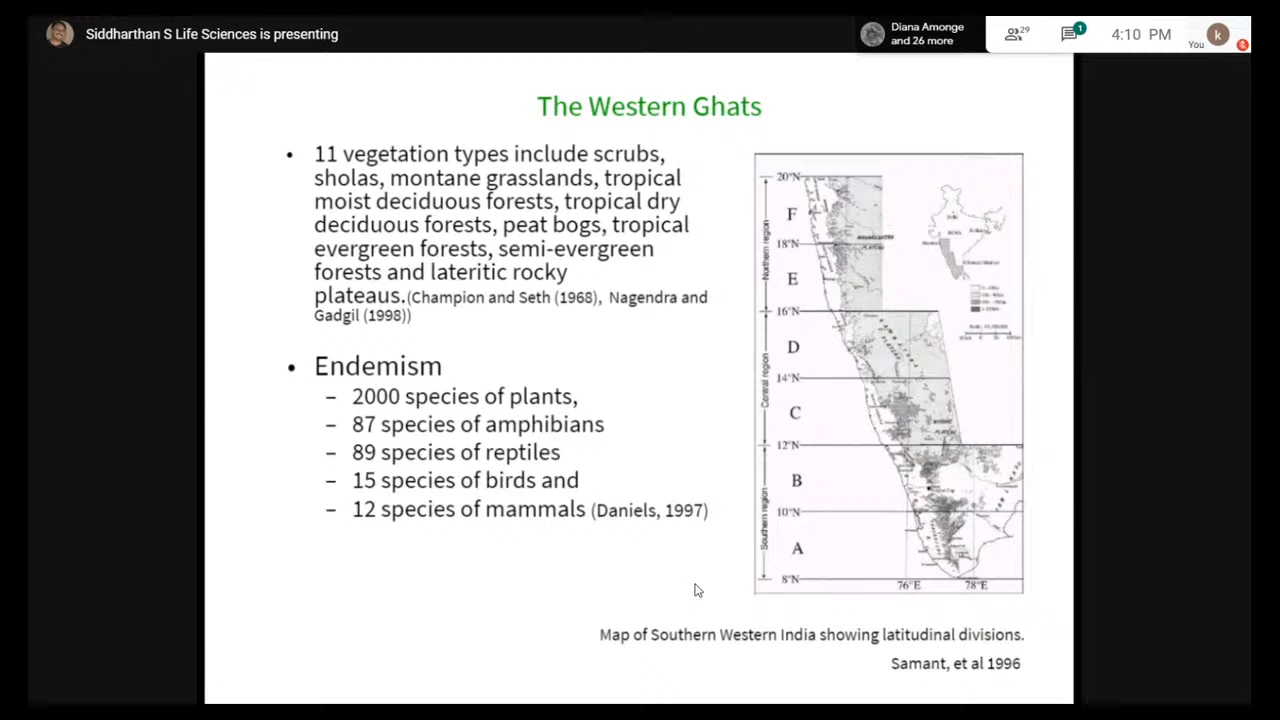 Siddharthan S Life Sciences is presenting
Diana Amonge
and 26 more
29
1
4:10 PM
You
k
The Western Ghats
• 11 vegetation types include scrubs,
sholas, montane grasslands, tropical
moist deciduous forests, tropical dry
deciduous forests, peat bogs, tropical
evergreen forests, semi-evergreen
forests and lateritic rocky
plateaus.(Champion and Seth (1968), Nagendra and
Gadgil (1998))
• Endemism
– 2000 species of plants,
– 87 species of amphibians
– 89 species of reptiles
– 15 species of birds and
– 12 species of mammals (Daniels, 1997)
20°N
F
18°N
Northern region
E
16°N
D
14°N
Central region
C
12°N
B
10°N
Southern region
A
8°N
76°E
78°E
Map of Southern Western India showing latitudinal divisions.
Samant, et al 1996